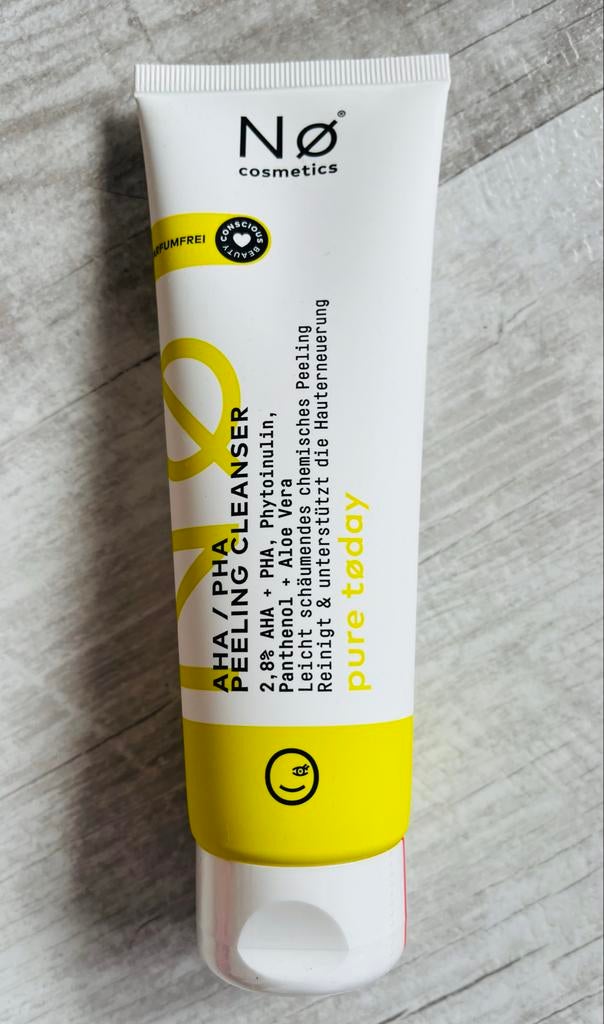 NØ®
cosmetics
CONSCIOUS
BEAUTY
NØ
AHA / PHA
PEELING CLEANSER
2,8% AHA + PHA, Phytoinulin,
Panthenol + Aloe Vera
Leicht schäumendes chemisches Peeling
Reinigt & unterstützt die Hauterneuerung
pure tøday